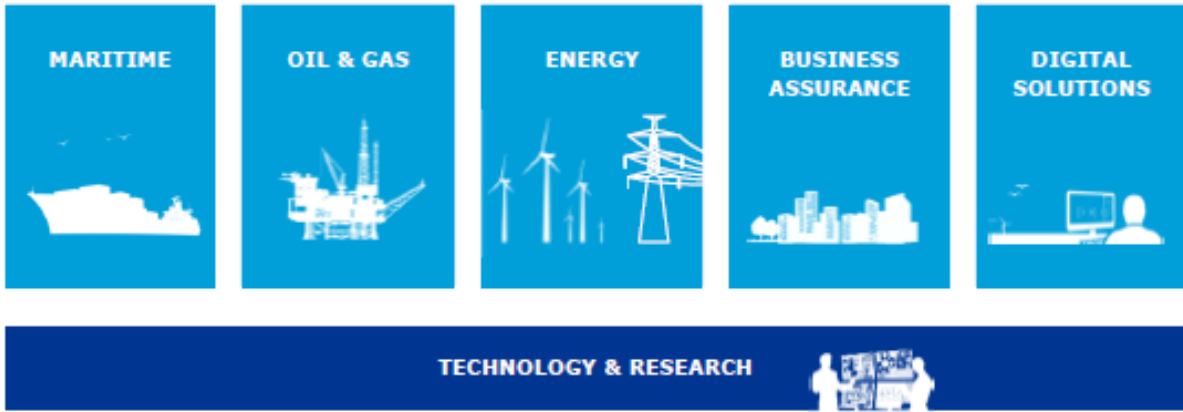 MARITIME
OIL & GAS
ENERGY
BUSINESS
ASSURANCE
DIGITAL
SOLUTIONS
TECHNOLOGY & RESEARCH